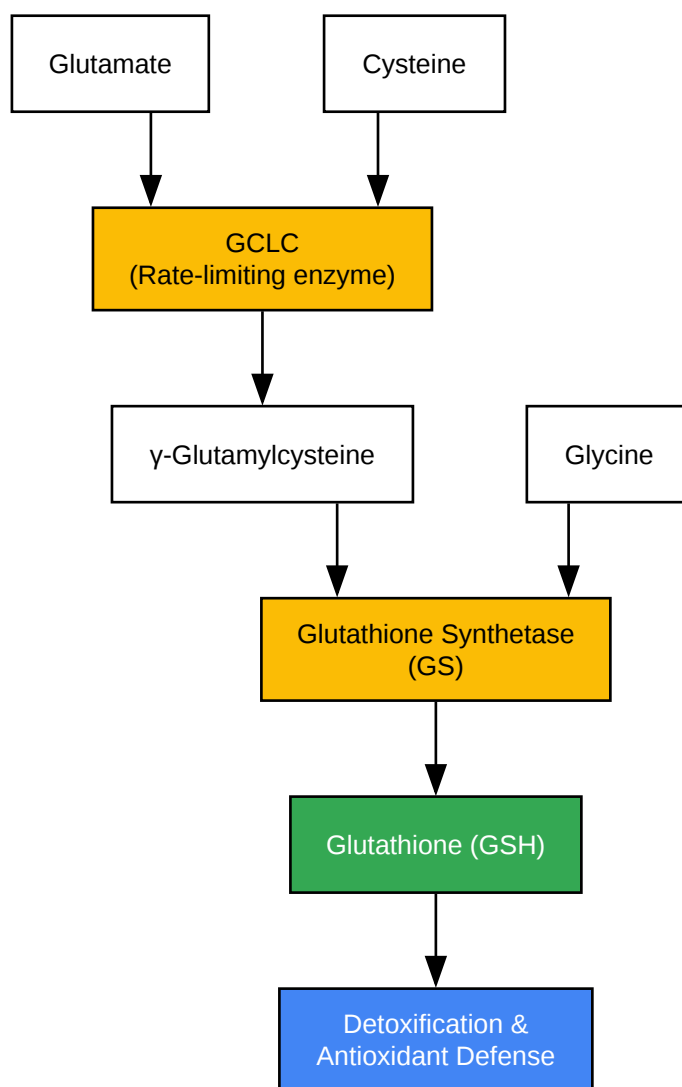 Glutamate
Cysteine
GCLC
(Rate-limiting enzyme)
γ-Glutamylcysteine
Glycine
Glutathione Synthetase
(GS)
Glutathione (GSH)
Detoxification &
Antioxidant Defense